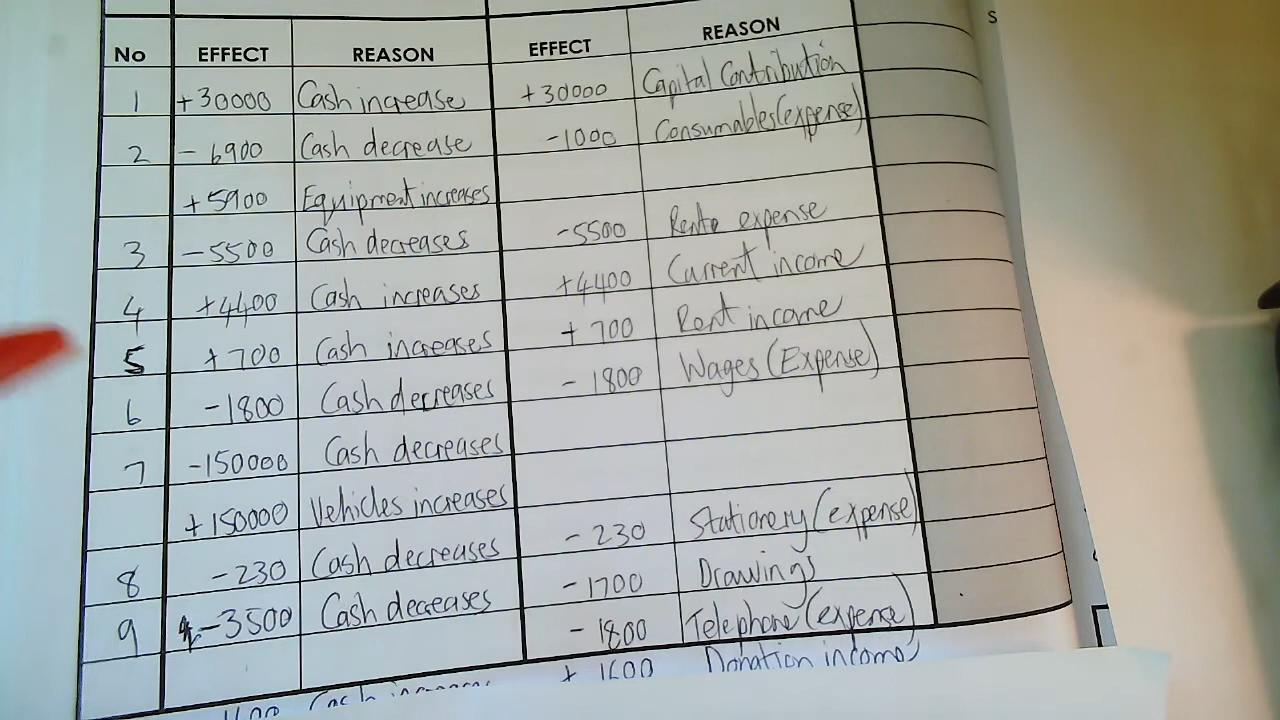 S
No EFFECT REASON EFFECT REASON
1 +30000 Cash increase +30000 Capital Contribution
2 - 6900 Cash decrease -1000 Consumables(expense)
+5900 Equipment increases
3 -5500 Cash decreases -5500 Rent expense
4 +4400 Cash increases +4400 Current income
5 +700 Cash increases +700 Rent income
6 -1800 Cash decreases -1800 Wages (Expense)
7 -150000 Cash decreases
+150000 Vehicles increases
8 -230 Cash decreases -230 Stationery (expense)
9 -3500 Cash decreases -1700 Drawings
-1800 Telephone (expense)
+ 1600 Donation income